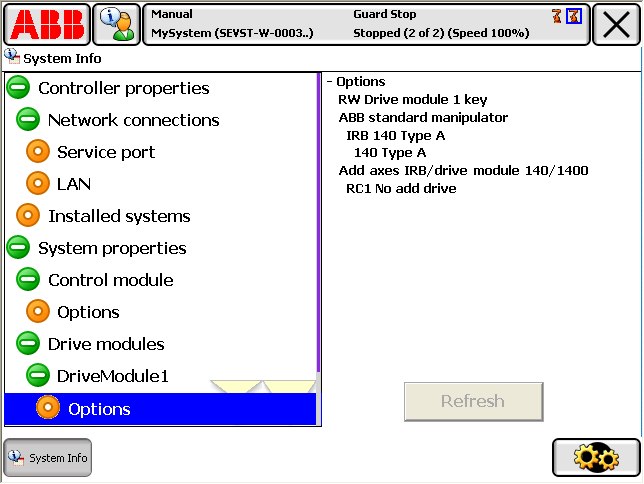 ABB
Manual
Guard Stop
MySystem (SEVST-W-0003..)
Stopped (2 of 2) (Speed 100%)
System Info
Controller properties
Network connections
Service port
LAN
Installed systems
System properties
Control module
Options
Drive modules
DriveModule1
Options
- Options
RW Drive module 1 key
ABB standard manipulator
IRB 140 Type A
140 Type A
Add axes IRB/drive module 140/1400
RC1 No add drive
Refresh
System Info